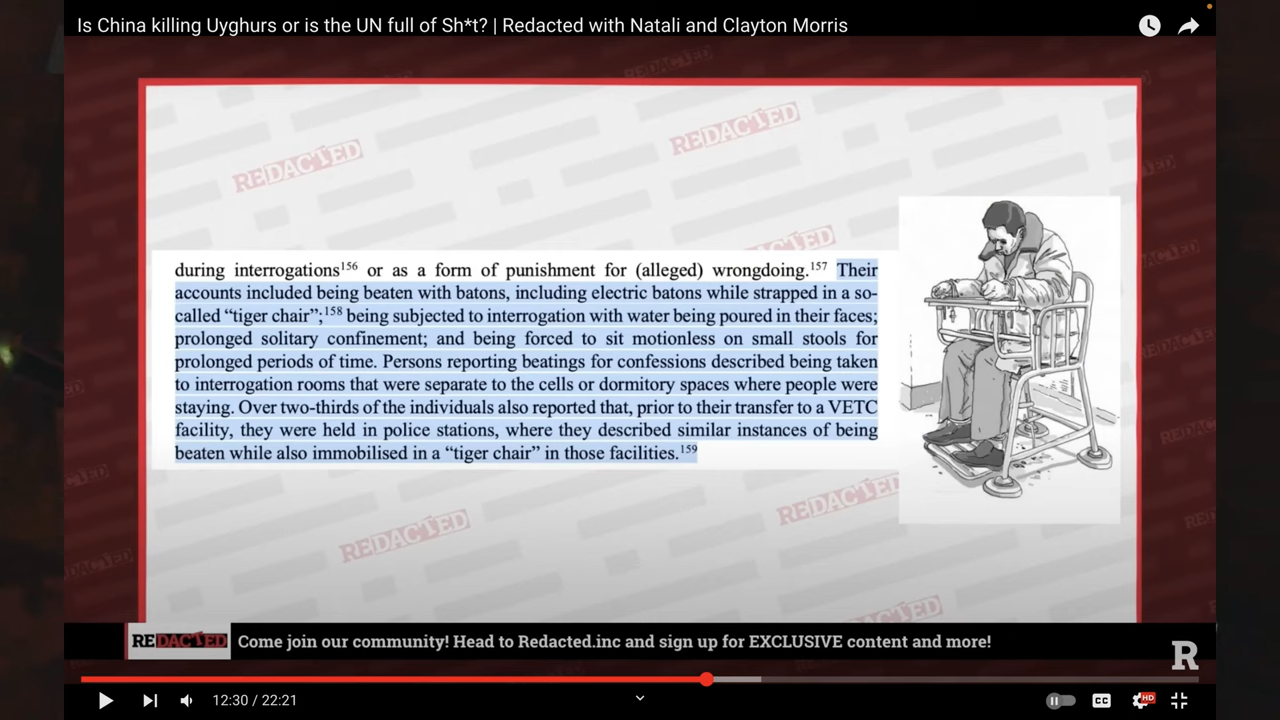 Is China killing Uyghurs or is the UN full of Sh*t? | Redacted with Natali and Clayton Morris
REDACTED
REDACTED
REDACTED
during interrogations156 or as a form of punishment for (alleged) wrongdoing.157 Their
accounts included being beaten with batons, including electric batons while strapped in a so-
called “tiger chair”;158 being subjected to interrogation with water being poured in their faces;
prolonged solitary confinement; and being forced to sit motionless on small stools for
prolonged periods of time. Persons reporting beatings for confessions described being taken
to interrogation rooms that were separate to the cells or dormitory spaces where people were
staying. Over two-thirds of the individuals also reported that, prior to their transfer to a VETC
facility, they were held in police stations, where they described similar instances of being
beaten while also immobilised in a “tiger chair” in those facilities.159
REDACTED
REDACTED
REDACTED
REDACTED Come join our community! Head to Redacted.inc and sign up for EXCLUSIVE content and more!
R
12:30 / 22:21
CC
HD